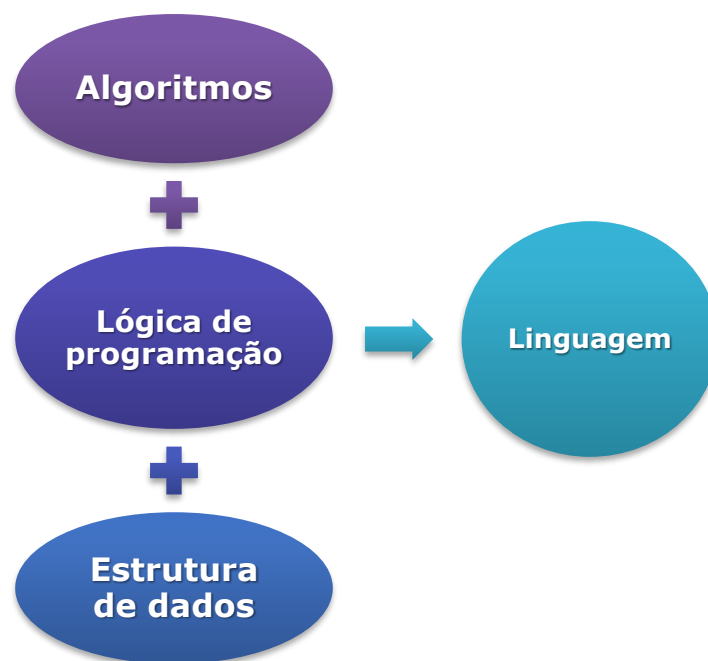 Algoritmos
Lógica de
programação
Estrutura
de dados
Linguagem